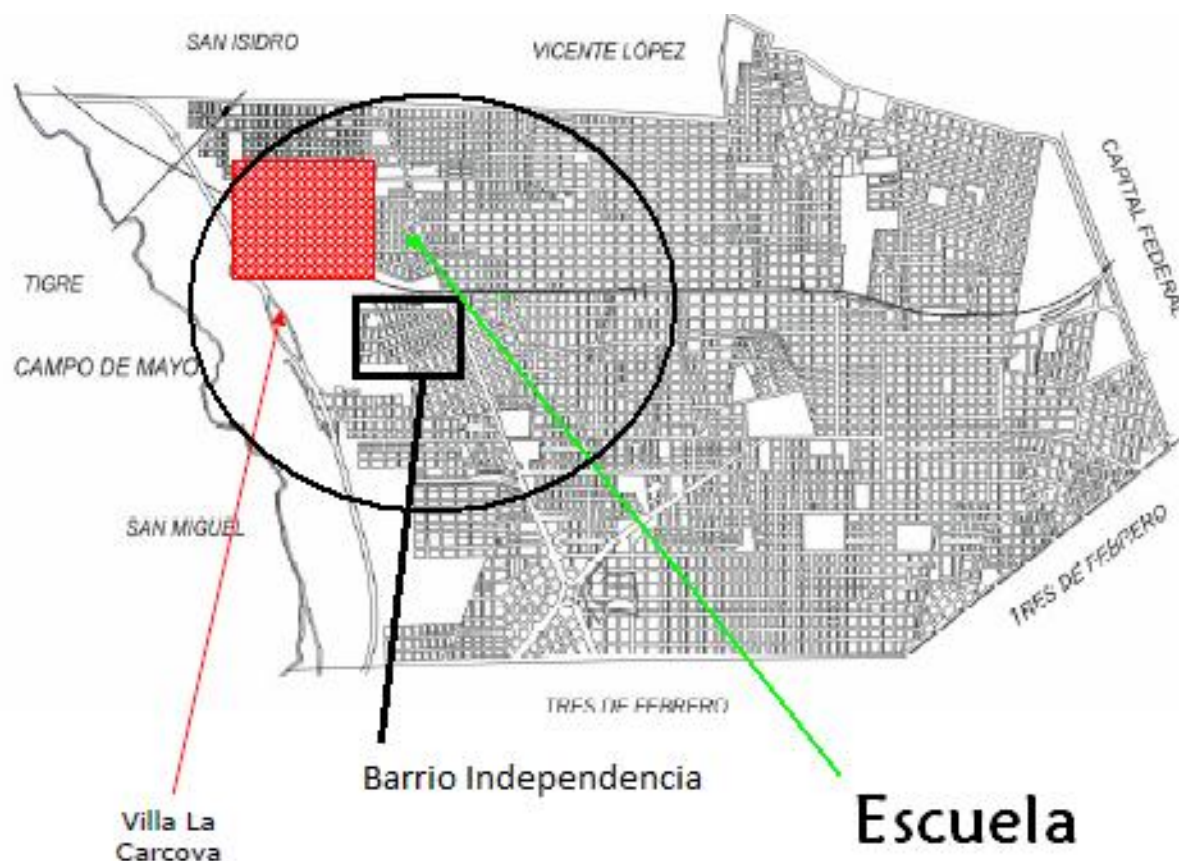 SAN ISIDRO
VICENTE LÓPEZ
CAPITAL FEDERAL
TIGRE
CAMPO DE MAYO
SAN MIGUEL
TRES DE FEBRERO
TRES DE FEBRERO
Barrio Independencia
Villa La
Carcova
Escuela